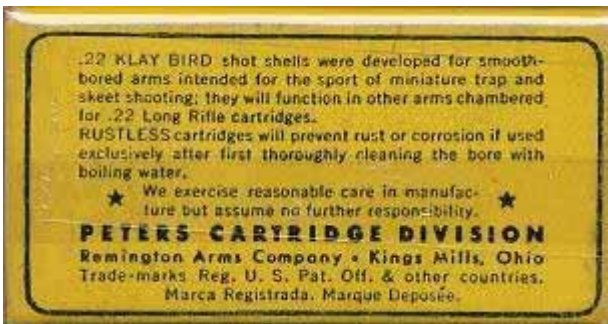 .22 KLAY BIRD shot shells were developed for smooth-
bored arms intended for the sport of miniature trap and
skeet shooting; they will function in other arms chambered
for .22 Long Rifle cartridges.
RUSTLESS cartridges will prevent rust or corrosion if used
exclusively after first thoroughly cleaning the bore with
boiling water.
★ We exercise reasonable care in manufac- ★
ture but assume no further responsibility.
PETERS CARTRIDGE DIVISION
Remington Arms Company • Kings Mills, Ohio
Trade-marks Reg. U. S. Pat. Off. & other countries.
Marca Registrada. Marque Deposée.